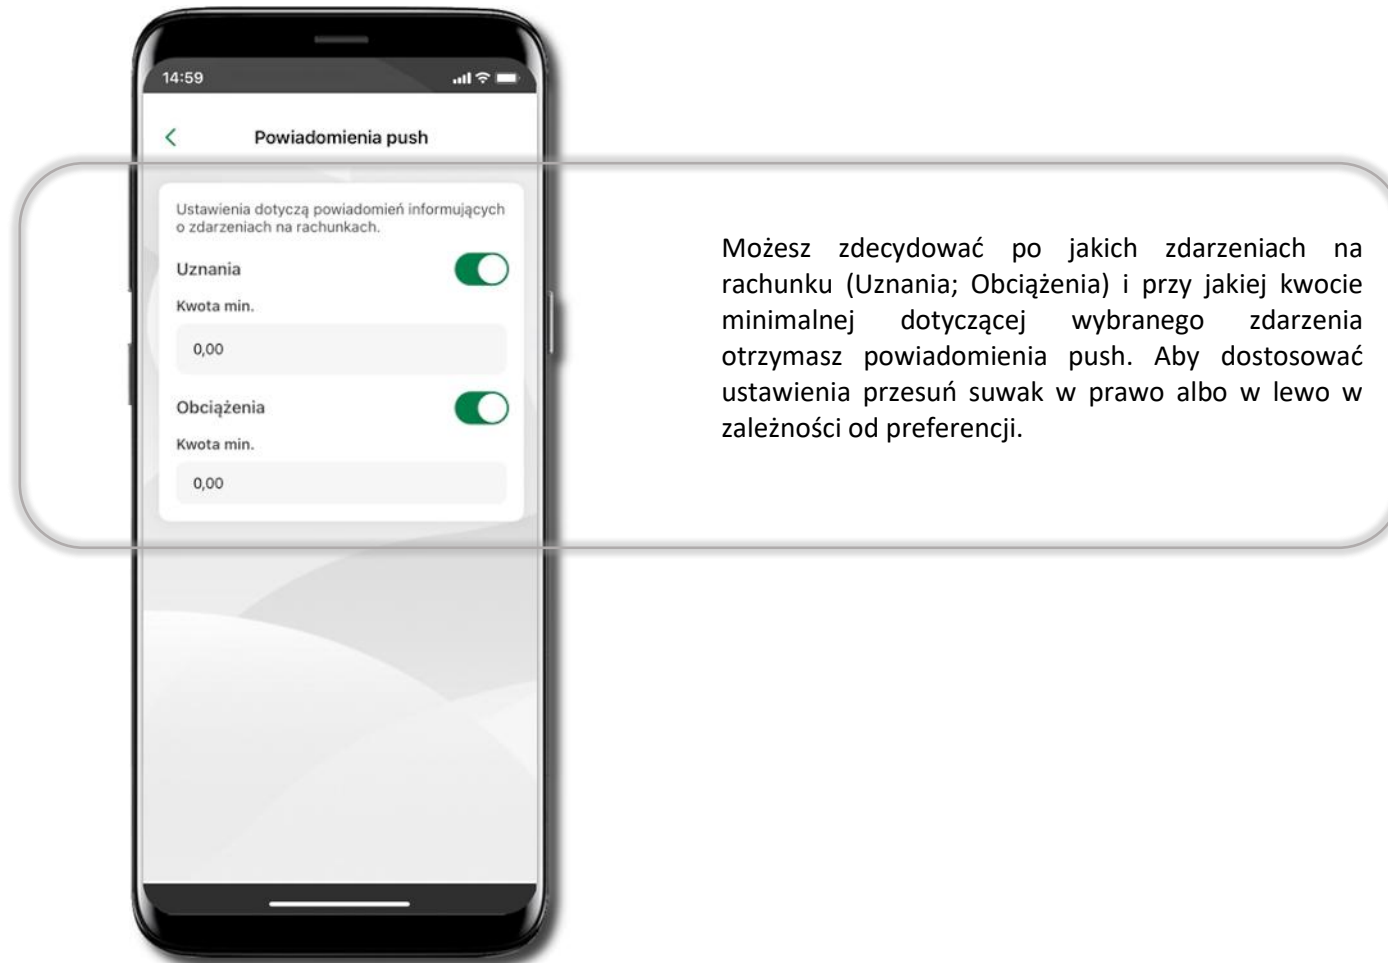 14:59
Powiadomienia push
Ustawienia dotyczą powiadomień informujących
o zdarzeniach na rachunkach.
Uznania
Kwota min.
0,00
Obciążenia
Kwota min.
0,00
Możesz zdecydować po jakich zdarzeniach na
rachunku (Uznania; Obciążenia) i przy jakiej kwocie
minimalnej dotyczącej wybranego zdarzenia
otrzymasz powiadomienia push. Aby dostosować
ustawienia przesuń suwak w prawo albo w lewo w
zależności od preferencji.